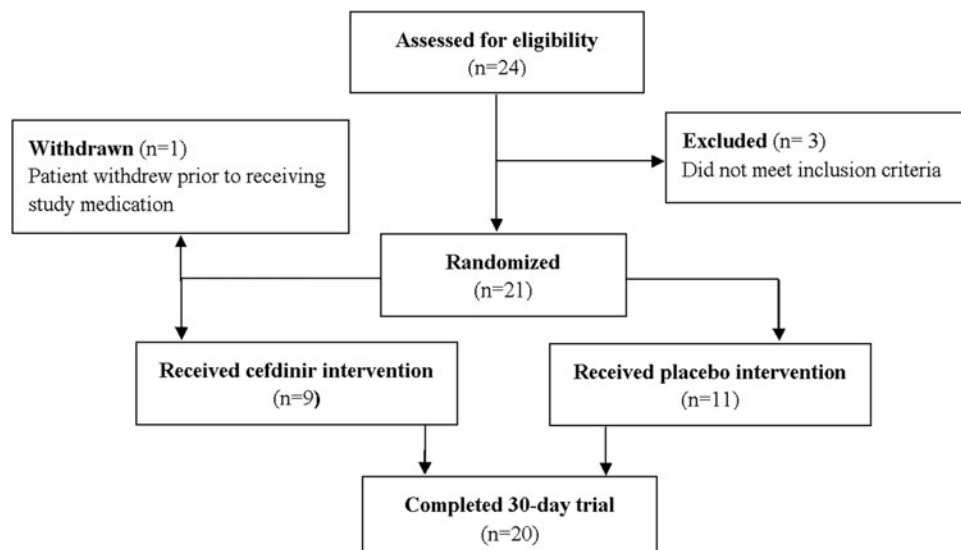 Assessed for eligibility
(n=24)
Withdrawn (n=1)
Patient withdrew prior to receiving
study medication
Excluded (n= 3)
Did not meet inclusion criteria
Randomized
(n=21)
Received cefdinir intervention
(n=9)
Received placebo intervention
(n=11)
Completed 30-day trial
(n=20)